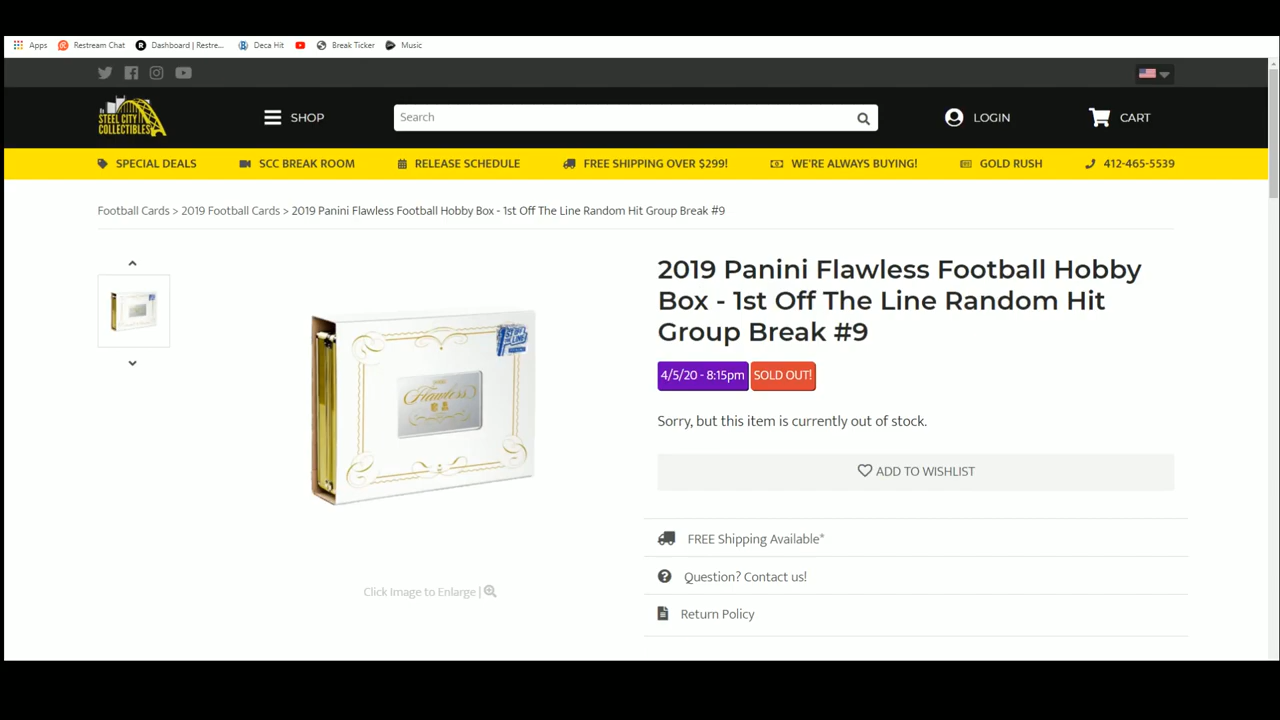 Apps Restream Chat Dashboard | Restre... Deca Hit Break Ticker Music
STEEL CITY
COLLECTIBLES
SHOP
Search
LOGIN
CART
SPECIAL DEALS SCC BREAK ROOM RELEASE SCHEDULE FREE SHIPPING OVER $299! WE'RE ALWAYS BUYING! GOLD RUSH 412-465-5539
Football Cards > 2019 Football Cards > 2019 Panini Flawless Football Hobby Box - 1st Off The Line Random Hit Group Break #9
2019 Panini Flawless Football Hobby
Box - 1st Off The Line Random Hit
Group Break #9
4/5/20 - 8:15pm SOLD OUT!
Sorry, but this item is currently out of stock.
ADD TO WISHLIST
Flawless
FREE Shipping Available*
Question? Contact us!
Return Policy
Click Image to Enlarge |